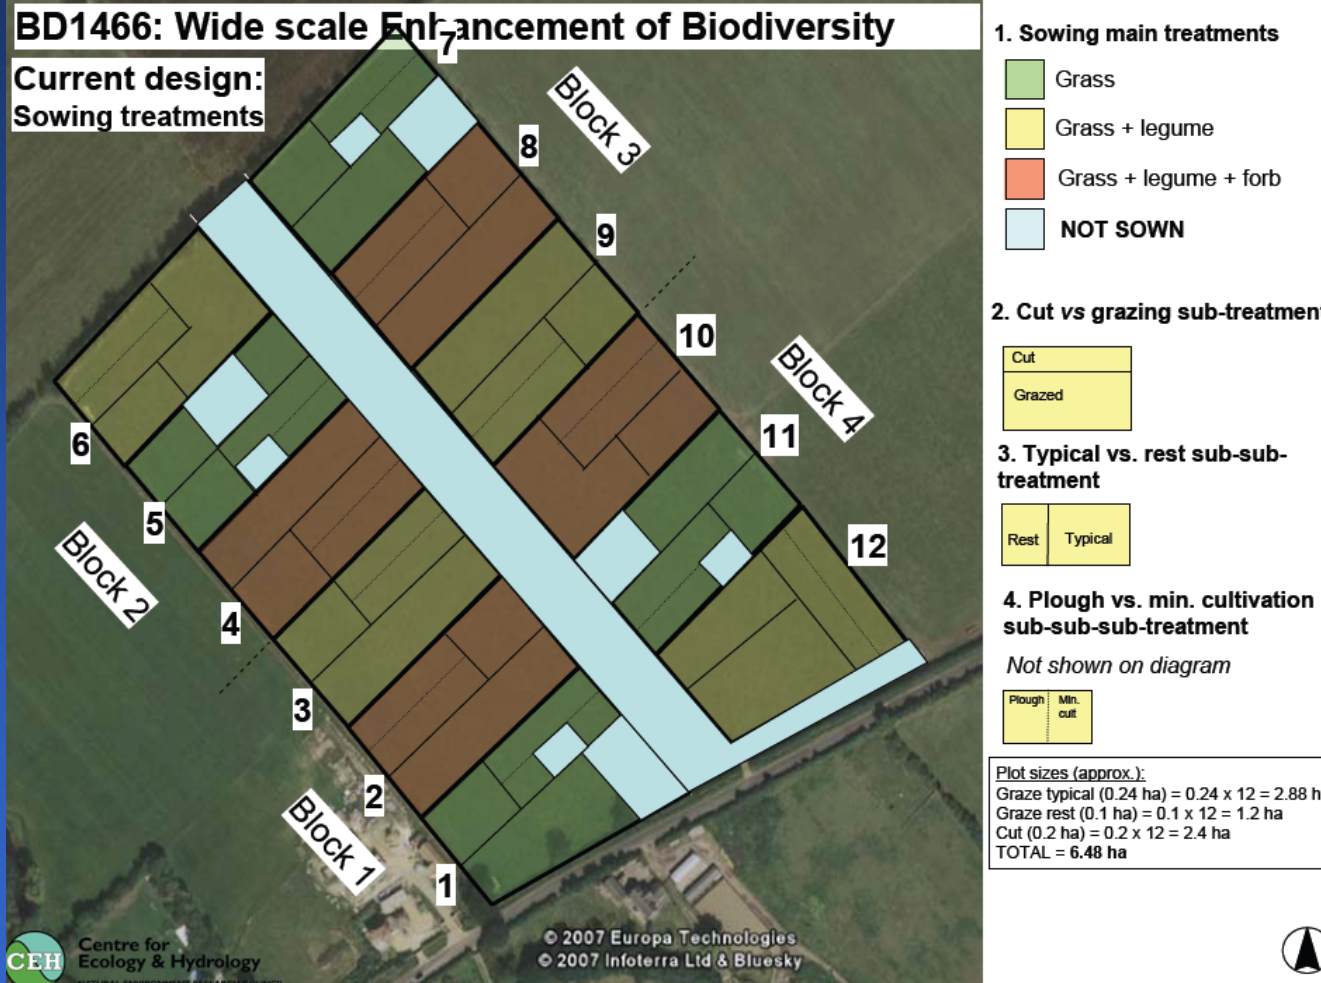 BD1466: Wide scale Enhancement of Biodiversity
Current design:
Sowing treatments
7
Block 3
8
9
10
Block 4
11
12
6
5
Block 2
4
3
2
Block 1
1
1. Sowing main treatments
Grass
Grass + legume
Grass + legume + forb
NOT SOWN
2. Cut vs grazing sub-treatment
Cut
Grazed
3. Typical vs. rest sub-sub-
treatment
Rest
Typical
4. Plough vs. min. cultivation
sub-sub-sub-treatment
Not shown on diagram
Plough
Min.
cult
Plot sizes (approx.):
Graze typical (0.24 ha) = 0.24 x 12 = 2.88 h
Graze rest (0.1 ha) = 0.1 x 12 = 1.2 ha
Cut (0.2 ha) = 0.2 x 12 = 2.4 ha
TOTAL = 6.48 ha
CEH
Centre for
Ecology & Hydrology
© 2007 Europa Technologies
© 2007 Infoterra Ltd & Bluesky